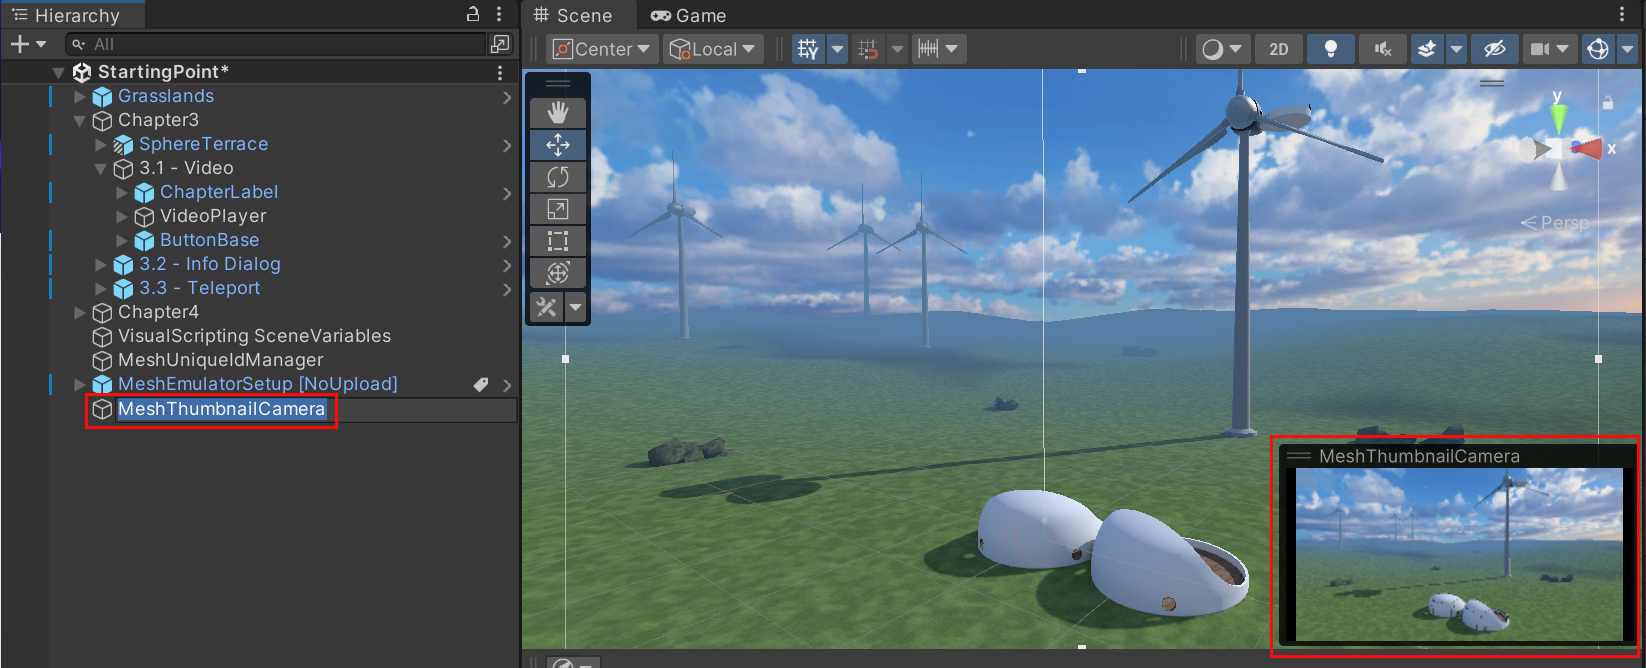 Hierarchy
All
StartingPoint*
Grasslands
Chapter3
SphereTerrace
3.1 - Video
ChapterLabel
VideoPlayer
ButtonBase
3.2 - Info Dialog
3.3 - Teleport
Chapter4
VisualScripting SceneVariables
MeshUniqueIdManager
MeshEmulatorSetup [NoUpload]
MeshThumbnailCamera
Scene
Game
Center
Local
2D
y
x
Persp
MeshThumbnailCamera